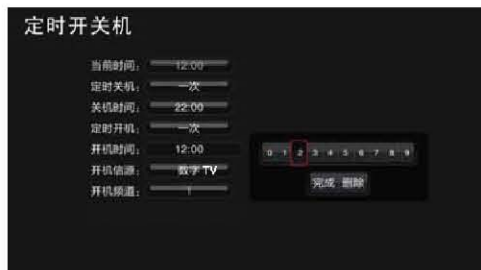 定时开关机
当前时间: 12:00
定时关机: 一次
关机时间: 22:00
定时开机: 一次
开机时间: 12:00
开机信源: 数字 TV
开机频道: 1
0 1 2 3 4 5 6 7 8 9
完成 删除